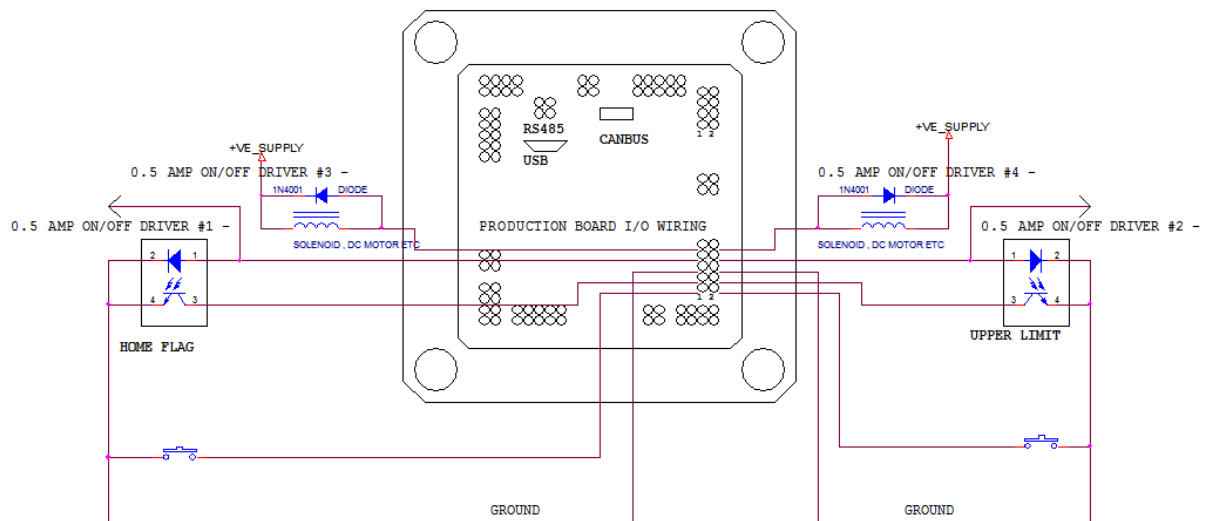 RS485
CANBUS
1 2
USB
+VE_SUPPLY
+VE_SUPPLY
0.5 AMP ON/OFF DRIVER #3 -
0.5 AMP ON/OFF DRIVER #4 -
1N4001 DIODE
1N4001 DIODE
0.5 AMP ON/OFF DRIVER #1 -
PRODUCTION BOARD I/O WIRING
0.5 AMP ON/OFF DRIVER #2 -
SOLENOID , DC MOTOR ETC
SOLENOID , DC MOTOR ETC
2 1
1 2
4 3
1 2
3 4
HOME FLAG
UPPER LIMIT
GROUND
GROUND